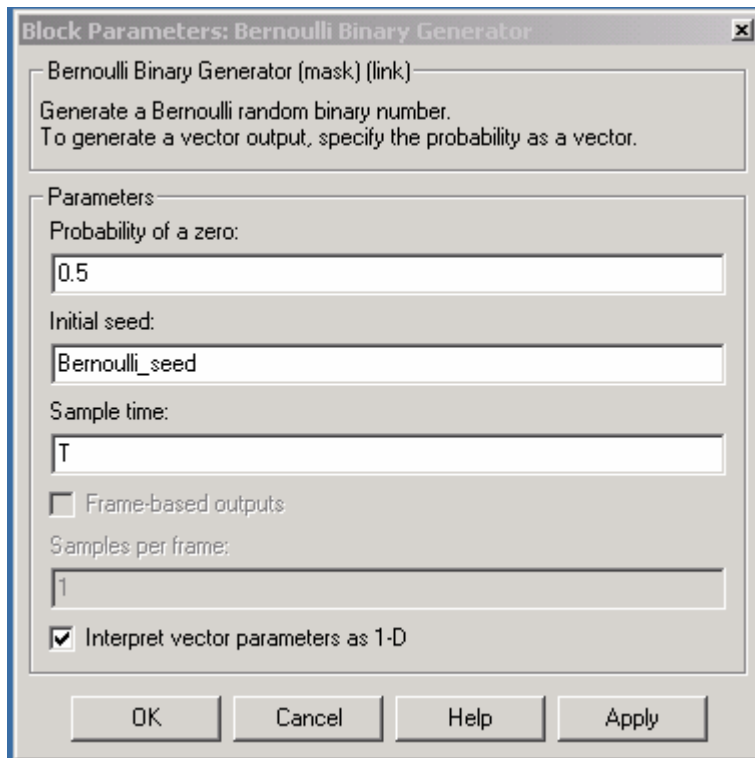 Block Parameters: Bernoulli Binary Generator
Bernoulli Binary Generator (mask) (link)
Generate a Bernoulli random binary number.
To generate a vector output, specify the probability as a vector.
Parameters
Probability of a zero:
0.5
Initial seed:
Bernoulli_seed
Sample time:
T
Frame-based outputs
Samples per frame:
1
Interpret vector parameters as 1-D
OK Cancel Help Apply